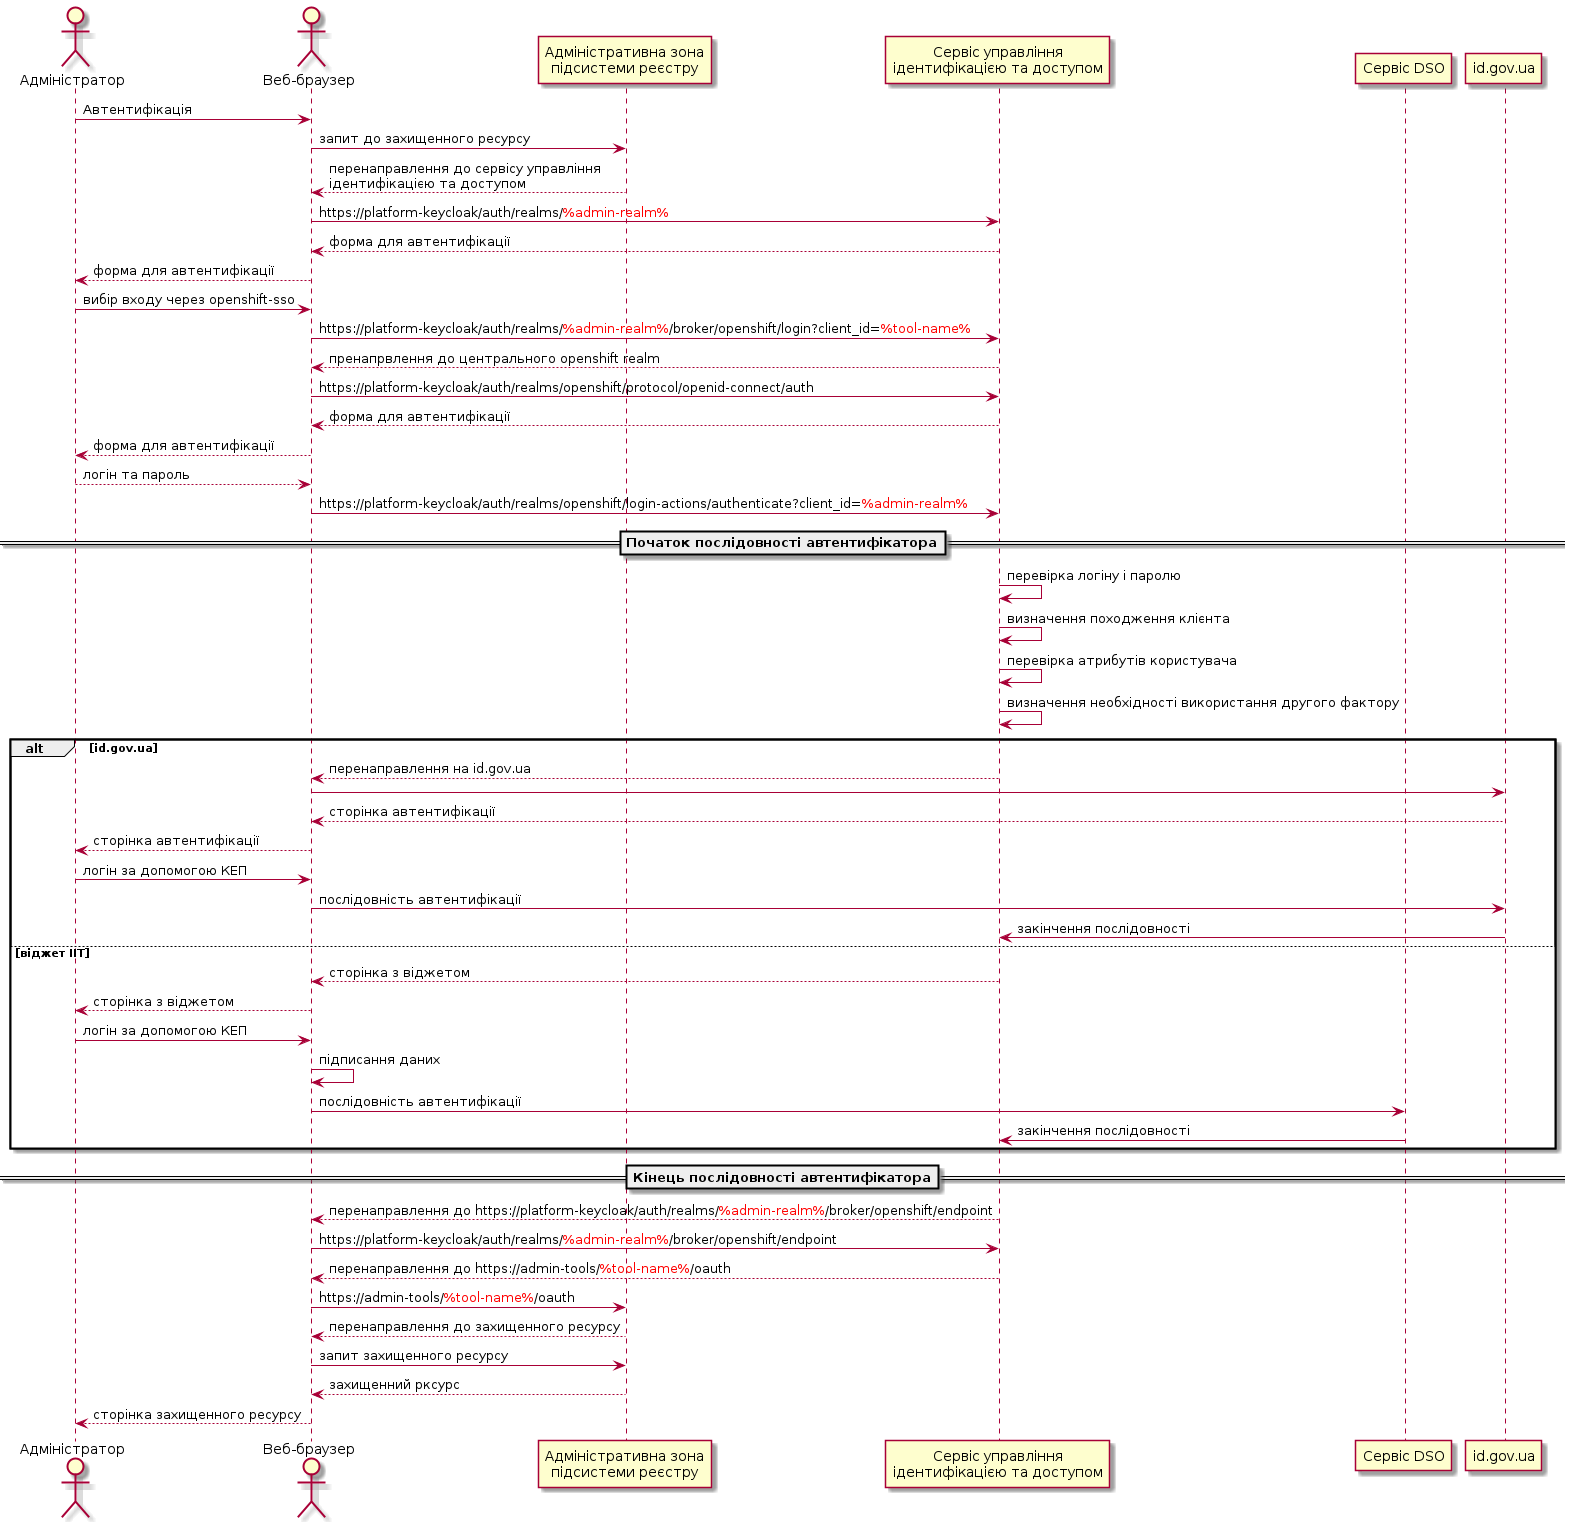 Адміністратор
Веб-браузер
Адміністративна зона
підсистеми реєстру
Сервіс управління
ідентифікацією та доступом
Сервіс DSO
id.gov.ua
Автентифікація
запит до захищенного ресурсу
перенаправлення до сервісу управління
ідентифікацією та доступом
https://platform-keycloak/auth/realms/%admin-realm%
форма для автентифікації
форма для автентифікації
вибір входу через openshift-sso
https://platform-keycloak/auth/realms/%admin-realm%/broker/openshift/login?client_id=%tool-name%
пренапрвлення до центрального openshift realm
https://platform-keycloak/auth/realms/openshift/protocol/openid-connect/auth
форма для автентифікації
форма для автентифікації
логін та пароль
https://platform-keycloak/auth/realms/openshift/login-actions/authenticate?client_id=%admin-realm%
Початок послідовності автентифікатора
перевірка логіну і паролю
визначення походження клієнта
перевірка атрибутів користувача
визначення необхідності використання другого фактору
alt [id.gov.ua]
перенаправлення на id.gov.ua
сторінка автентифікації
сторінка автентифікації
логін за допомогою КЕП
послідовність автентифікації
закінчення послідовності
[віджет ІІТ]
сторінка з віджетом
сторінка з віджетом
логін за допомогою КЕП
підписання даних
послідовність автентифікації
закінчення послідовності
Кінець послідовності автентифікатора
перенаправлення до https://platform-keycloak/auth/realms/%admin-realm%/broker/openshift/endpoint
https://platform-keycloak/auth/realms/%admin-realm%/broker/openshift/endpoint
перенаправлення до https://admin-tools/%tool-name%/oauth
https://admin-tools/%tool-name%/oauth
перенаправлення до захищенного ресурсу
запит захищенного ресурсу
захищенний рксурс
сторінка захищенного ресурсу
Адміністратор
Веб-браузер
Адміністративна зона
підсистеми реєстру
Сервіс управління
ідентифікацією та доступом
Сервіс DSO
id.gov.ua